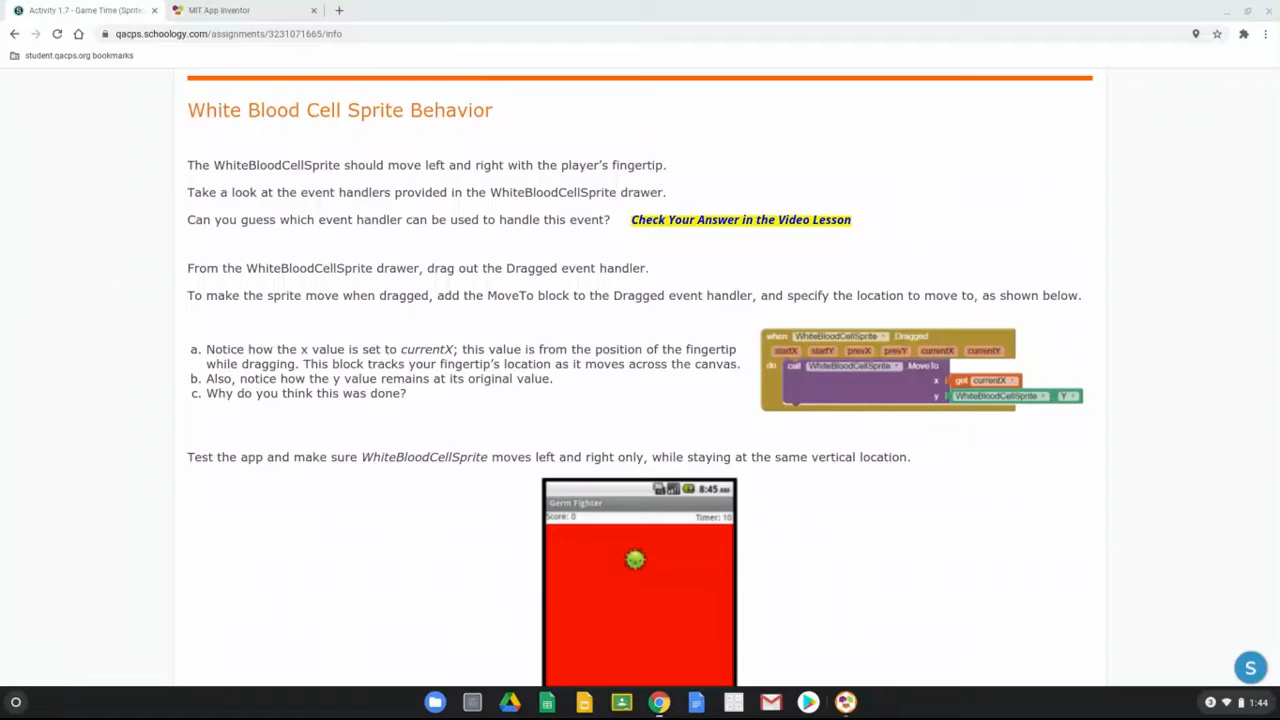 Activity 1.7 - Game Time (Sprite
MIT App Inventor
qacps.schoology.com/assignments/3231071665/info
student.qacps.org bookmarks
White Blood Cell Sprite Behavior
The WhiteBloodCellSprite should move left and right with the player's fingertip.
Take a look at the event handlers provided in the WhiteBloodCellSprite drawer.
Can you guess which event handler can be used to handle this event? Check Your Answer in the Video Lesson
From the WhiteBloodCellSprite drawer, drag out the Dragged event handler.
To make the sprite move when dragged, add the MoveTo block to the Dragged event handler, and specify the location to move to, as shown below.
a. Notice how the x value is set to currentX; this value is from the position of the fingertip
while dragging. This block tracks your fingertip's location as it moves across the canvas.
b. Also, notice how the y value remains at its original value.
c. Why do you think this was done?
when WhiteBloodCellSprite .Dragged
startX startY prevX prevY currentX currentY
do call WhiteBloodCellSprite .MoveTo
x get currentX
y WhiteBloodCellSprite . Y
Test the app and make sure WhiteBloodCellSprite moves left and right only, while staying at the same vertical location.
8:45 AM
Germ Fighter
Score: 0 Timer: 10
S
3 1:44